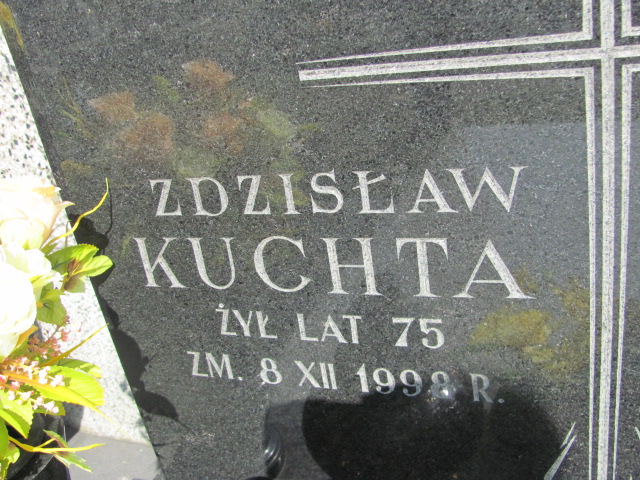 ZDZISŁAW
KUCHTA
ŻYŁ LAT 75
ZM. 8 XII 1998 R.